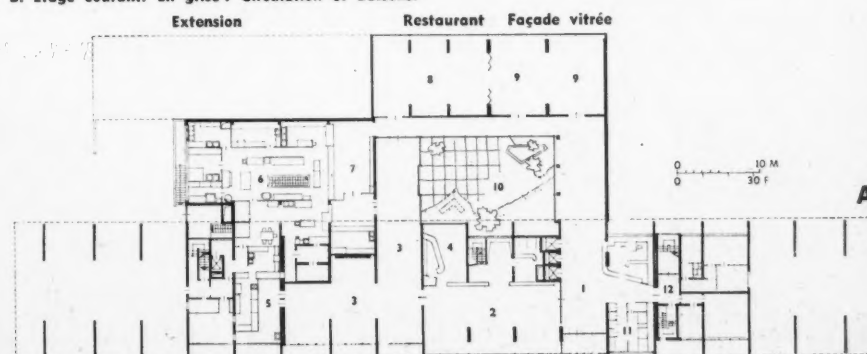 Extension Restaurant Façade vitrée
8 9 9
6 7 10
0 10 M
0 30 F
A
3 4
5 3 2 1 12
11